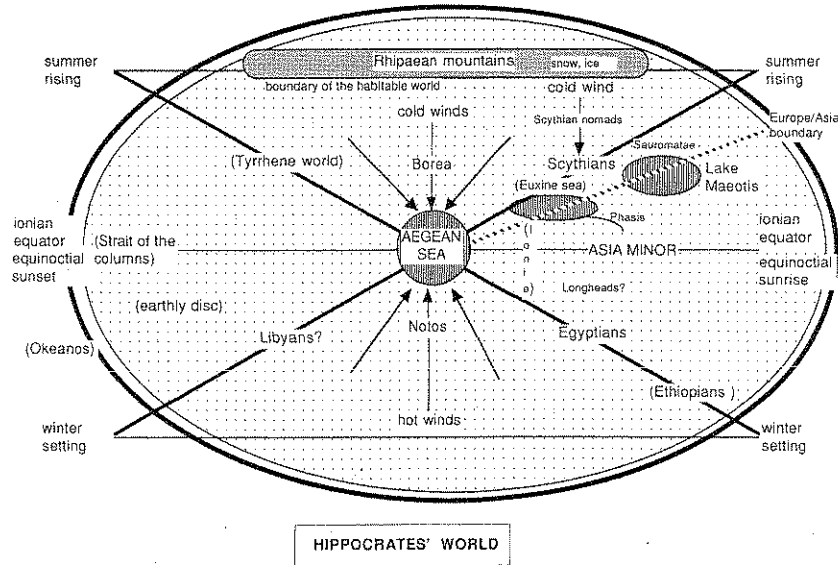 summer
rising
Rhipaean mountains
snow, ice
summer
rising
boundary of the habitable world
cold wind
cold winds
Scythian nomads
Europe/Asia
boundary
Sauromatae
(Tyrrhene world)
Borea
Scythians
Lake
Maeotis
(Euxine sea)
Phasis
ionian
equator
equinoctial
sunset
(Strait of the
columns)
AEGEAN
SEA
(Ionie)
ASIA MINOR
ionian
equator
equinoctial
sunrise
Longheads?
(earthly disc)
Libyans?
Notos
Egyptians
(Okeanos)
(Ethiopians )
hot winds
winter
setting
winter
setting
HIPPOCRATES' WORLD